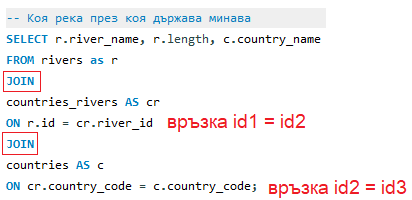 -- Коя река през коя държава минава
SELECT r.river_name, r.length, c.country_name
FROM rivers as r
JOIN
countries_rivers AS cr
ON r.id = cr.river_id връзка id1 = id2
JOIN
countries AS c
ON cr.country_code = c.country_code; връзка id2 = id3